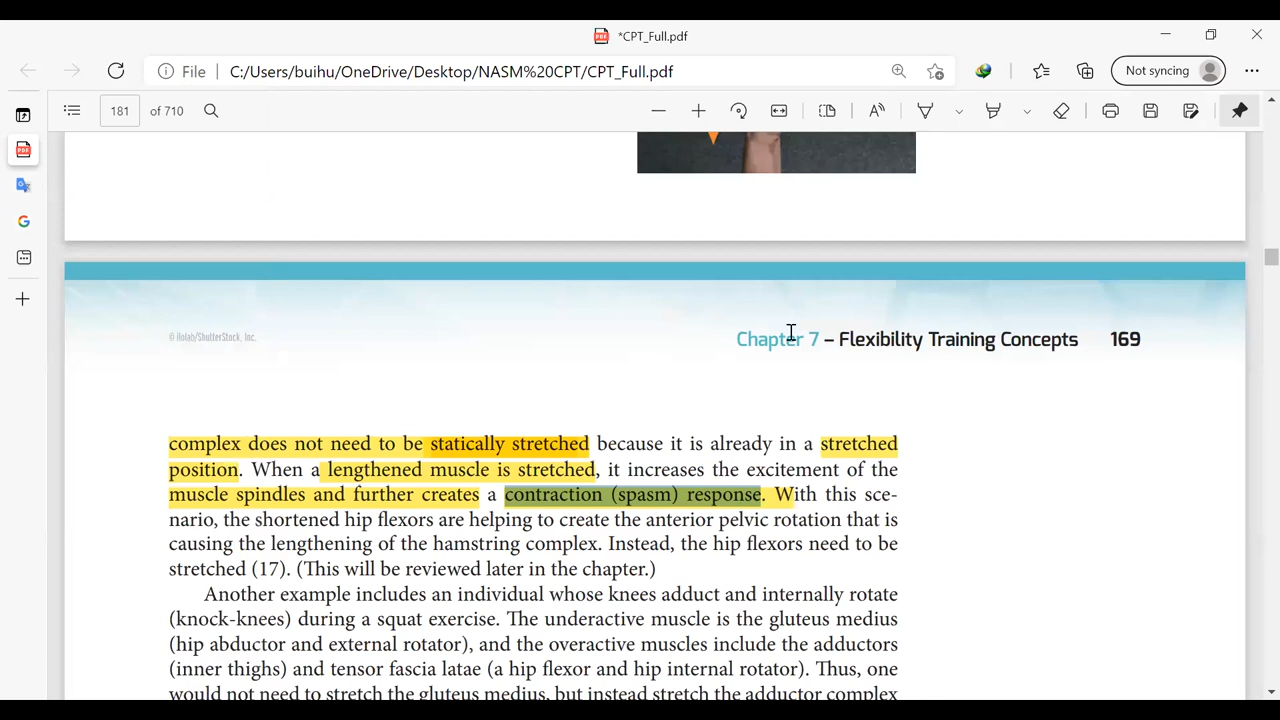 *CPT_Full.pdf
File | C:/Users/buihu/OneDrive/Desktop/NASM%20CPT/CPT_Full.pdf
Not syncing
181 of 710
© Holab/ShutterStock, Inc.
Chapter 7 – Flexibility Training Concepts 169
complex does not need to be statically stretched because it is already in a stretched
position. When a lengthened muscle is stretched, it increases the excitement of the
muscle spindles and further creates a contraction (spasm) response. With this sce-
nario, the shortened hip flexors are helping to create the anterior pelvic rotation that is
causing the lengthening of the hamstring complex. Instead, the hip flexors need to be
stretched (17). (This will be reviewed later in the chapter.)
Another example includes an individual whose knees adduct and internally rotate
(knock-knees) during a squat exercise. The underactive muscle is the gluteus medius
(hip abductor and external rotator), and the overactive muscles include the adductors
(inner thighs) and tensor fascia latae (a hip flexor and hip internal rotator). Thus, one
would not need to stretch the gluteus medius, but instead stretch the adductor complex